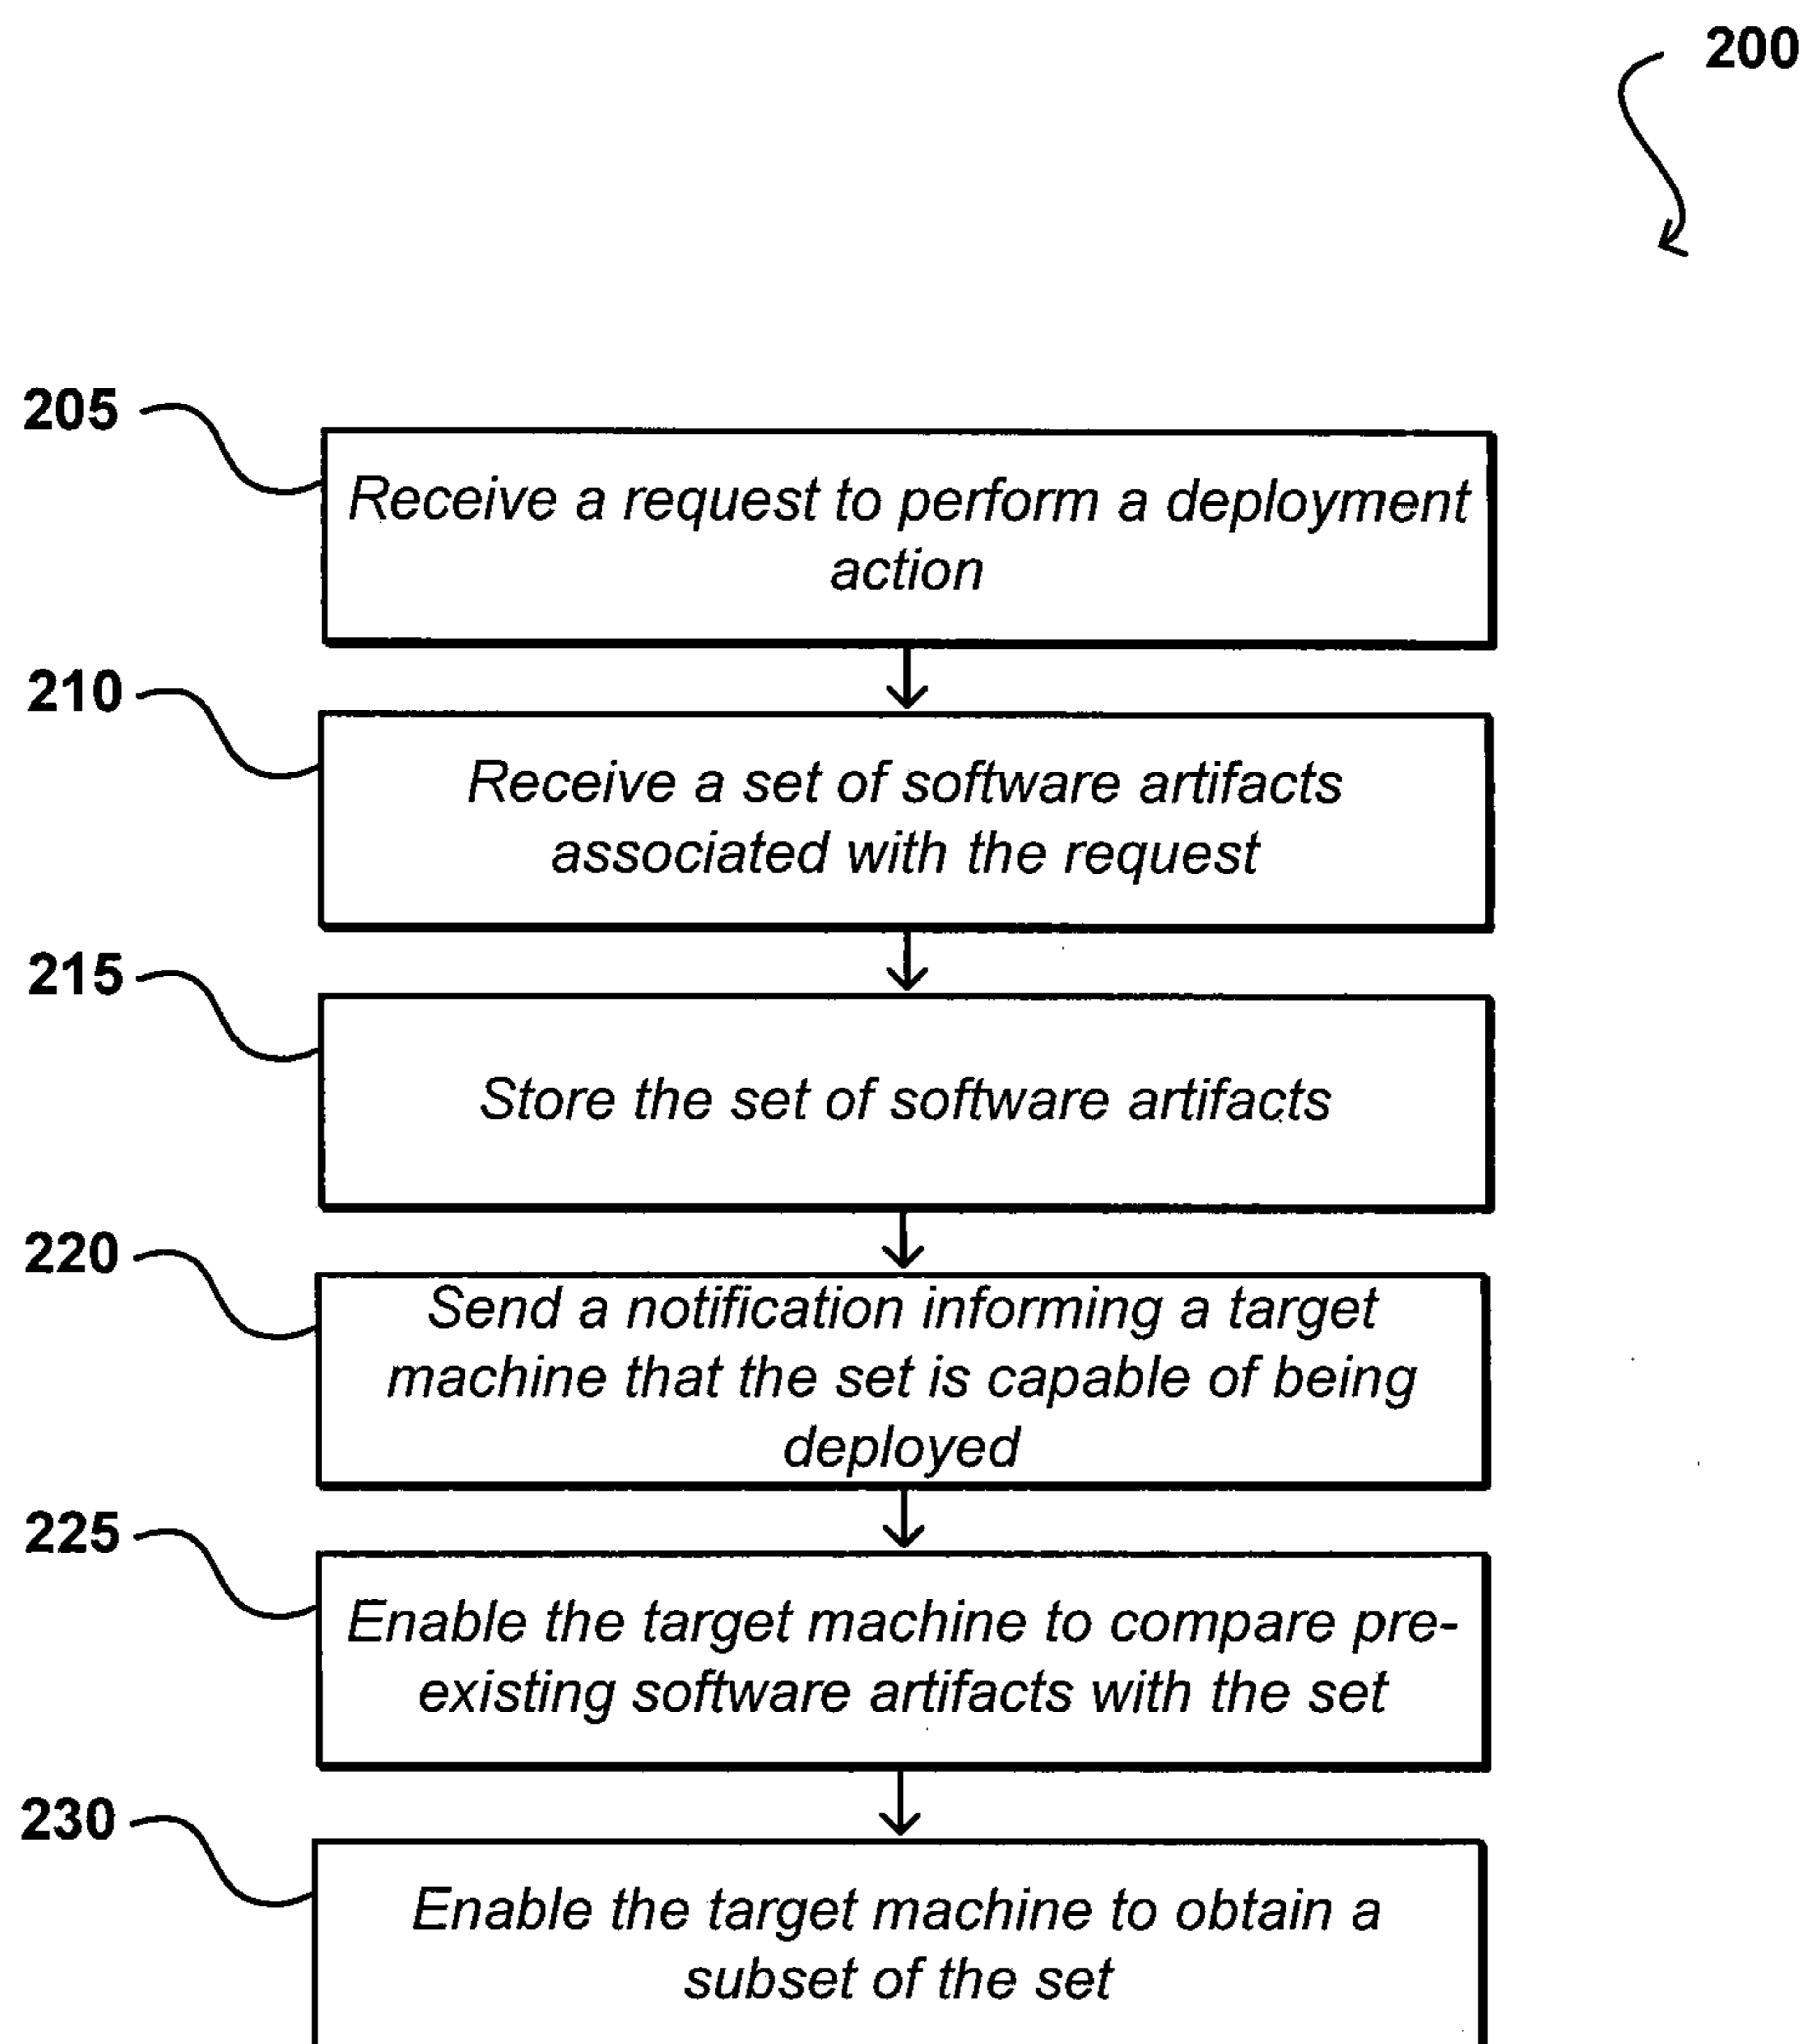 200
205
Receive a request to perform a deployment
action
210
Receive a set of software artifacts
associated with the request
215
Store the set of software artifacts
220
Send a notification informing a target
machine that the set is capable of being
deployed
225
Enable the target machine to compare pre-
existing software artifacts with the set
230
Enable the target machine to obtain a
subset of the set